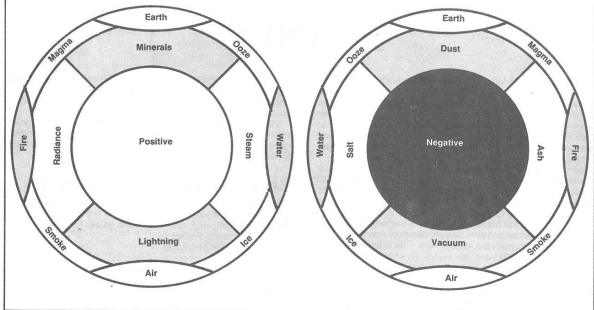 Earth
Magma
Minerals
Ooze
Fire
Radiance
Positive
Steam
Water
Smoke
Lightning
Ice
Air
Earth
Ooze
Dust
Magma
Water
Salt
Negative
Ash
Fire
Ice
Vacuum
Smoke
Air